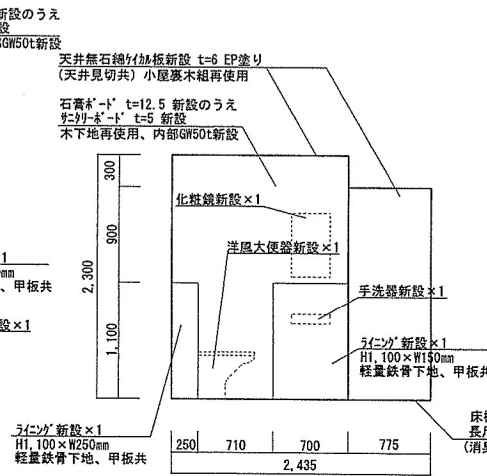 新設のうえ
設
GW50t新設
天井無石綿ｹｲｶﾙ板新設 t=6 EP塗り
(天井見切共) 小屋裏木組再使用
石膏ﾎﾞｰﾄﾞ t=12.5 新設のうえ
ｻﾆﾀﾘｰﾎﾞｰﾄﾞ t=5 新設
木下地再使用、内部GW50t新設
300
化粧鏡新設×1
900
洋風大便器新設×1
2,300
×1
mm
、甲板共
手洗器新設×1
設×1
1,100
ﾗｲﾆﾝｸﾞ新設×1
H1,100×W150mm
軽量鉄骨下地、甲板共
ﾗｲﾆﾝｸﾞ新設×1
H1,100×W250mm
軽量鉄骨下地、甲板共
250
710
700
775
2,435
床
長
(消臭